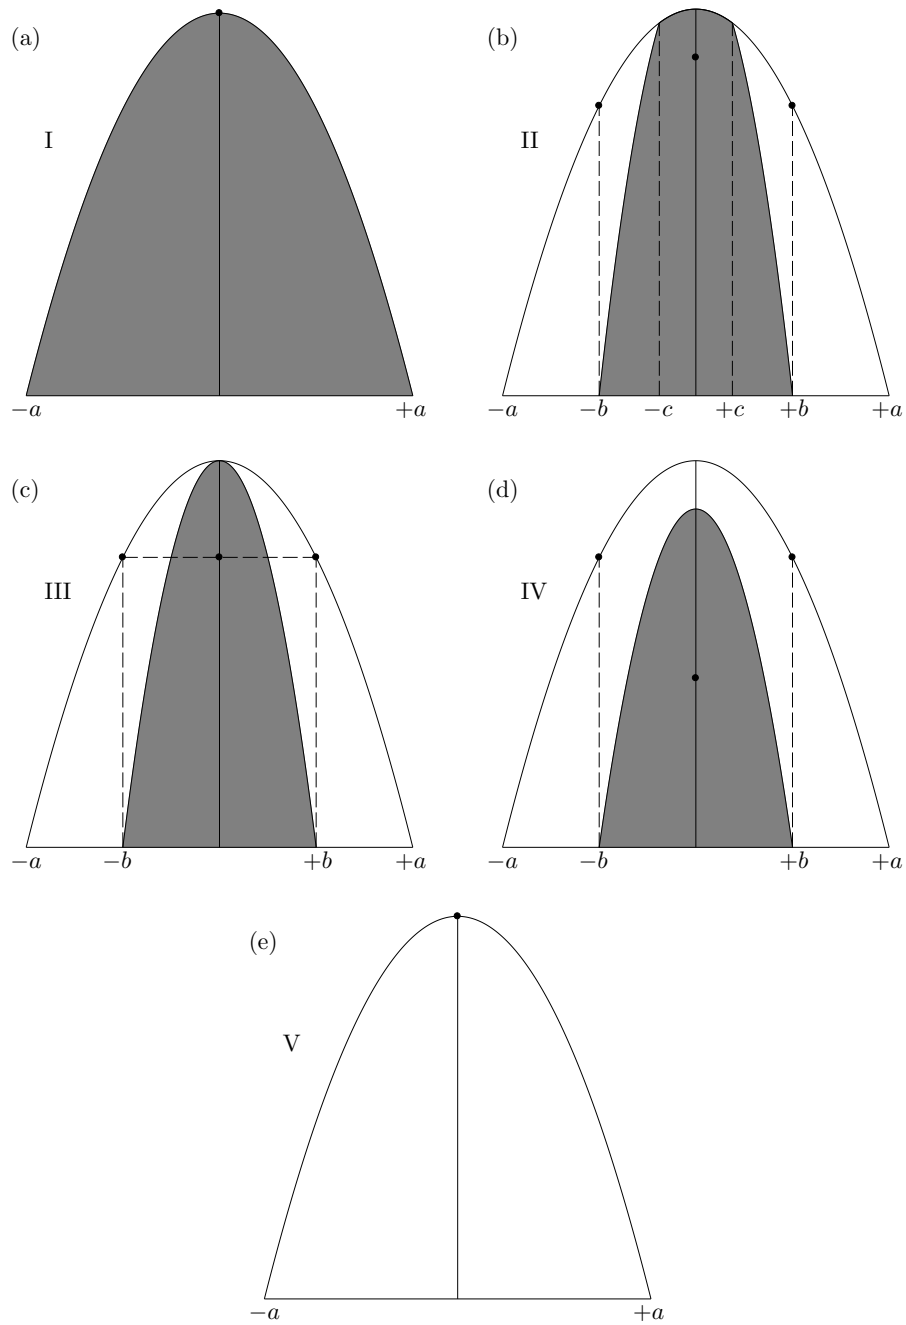 (a)
I
−a +a
(b)
II
−a −b −c +c +b +a
(c)
III
−a −b +b +a
(d)
IV
−a −b +b +a
(e)
V
−a +a